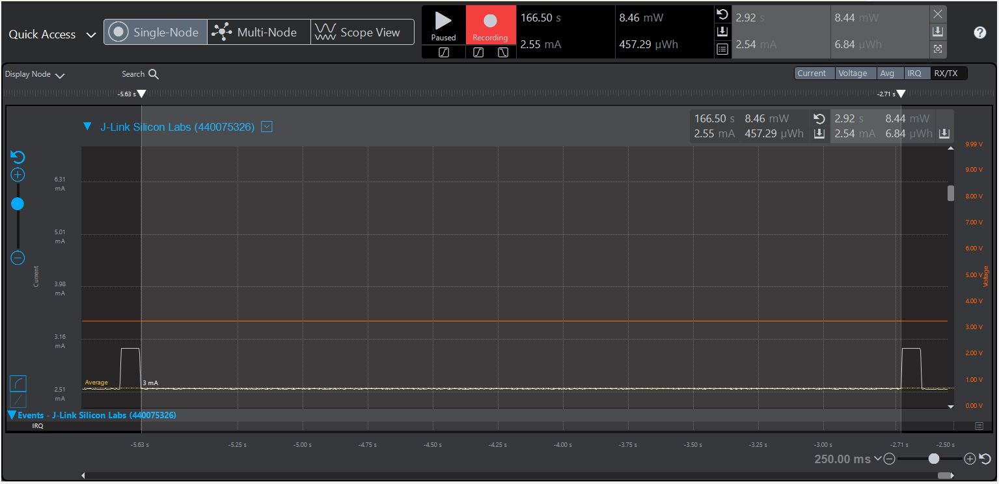 Quick Access
Single-Node
Multi-Node
Scope View
Paused
Recording
166.50 s
8.46 mW
2.55 mA
457.29 µWh
2.92 s
8.44 mW
2.54 mA
6.84 µWh
?
Display Node
Search
Current
Voltage
Avg
IRQ
RX/TX
-5.63 s
-2.71 s
J-Link Silicon Labs (440075326)
166.50 s 8.46 mW
2.55 mA 457.29 µWh
2.92 s 8.44 mW
2.54 mA 6.84 µWh
6.31
mA
5.01
mA
3.98
mA
3.16
mA
2.51
mA
Current
Average
3 mA
9.99 V
9.00 V
8.00 V
7.00 V
6.00 V
5.00 V
4.00 V
3.00 V
2.00 V
1.00 V
0.00 V
Voltage
Events - J-Link Silicon Labs (440075326)
IRQ
-5.63 s
-5.25 s
-5.00 s
-4.75 s
-4.50 s
-4.25 s
-4.00 s
-3.75 s
-3.50 s
-3.25 s
-3.00 s
-2.71 s
-2.50 s
250.00 ms